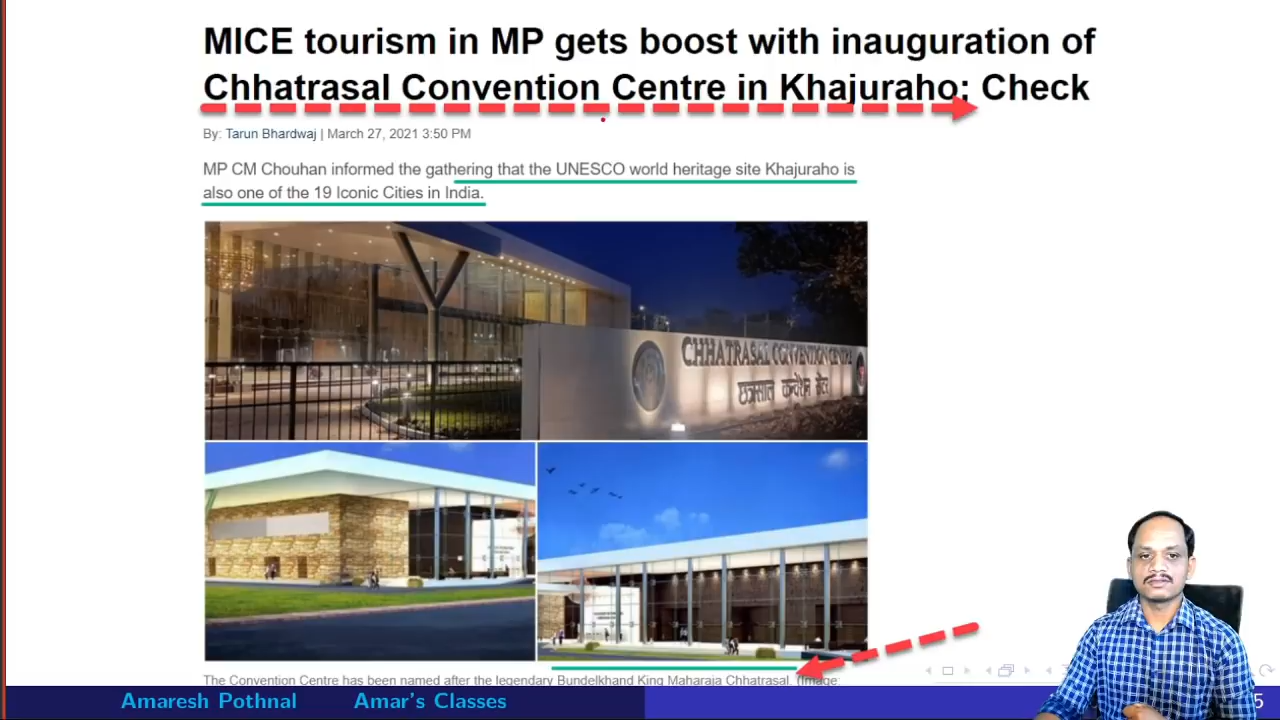 MICE tourism in MP gets boost with inauguration of
Chhatrasal Convention Centre in Khajuraho; Check
By: Tarun Bhardwaj | March 27, 2021 3:50 PM
MP CM Chouhan informed the gathering that the UNESCO world heritage site Khajuraho is
also one of the 19 Iconic Cities in India.
CHHATRASAL CONVENTION CENTRE
छत्रसाल कन्वेंशन सेंटर
The Convention Centre has been named after the legendary Bundelkhand King Maharaja Chhatrasal. (Image:
Amaresh Pothnal Amar's Classes
5